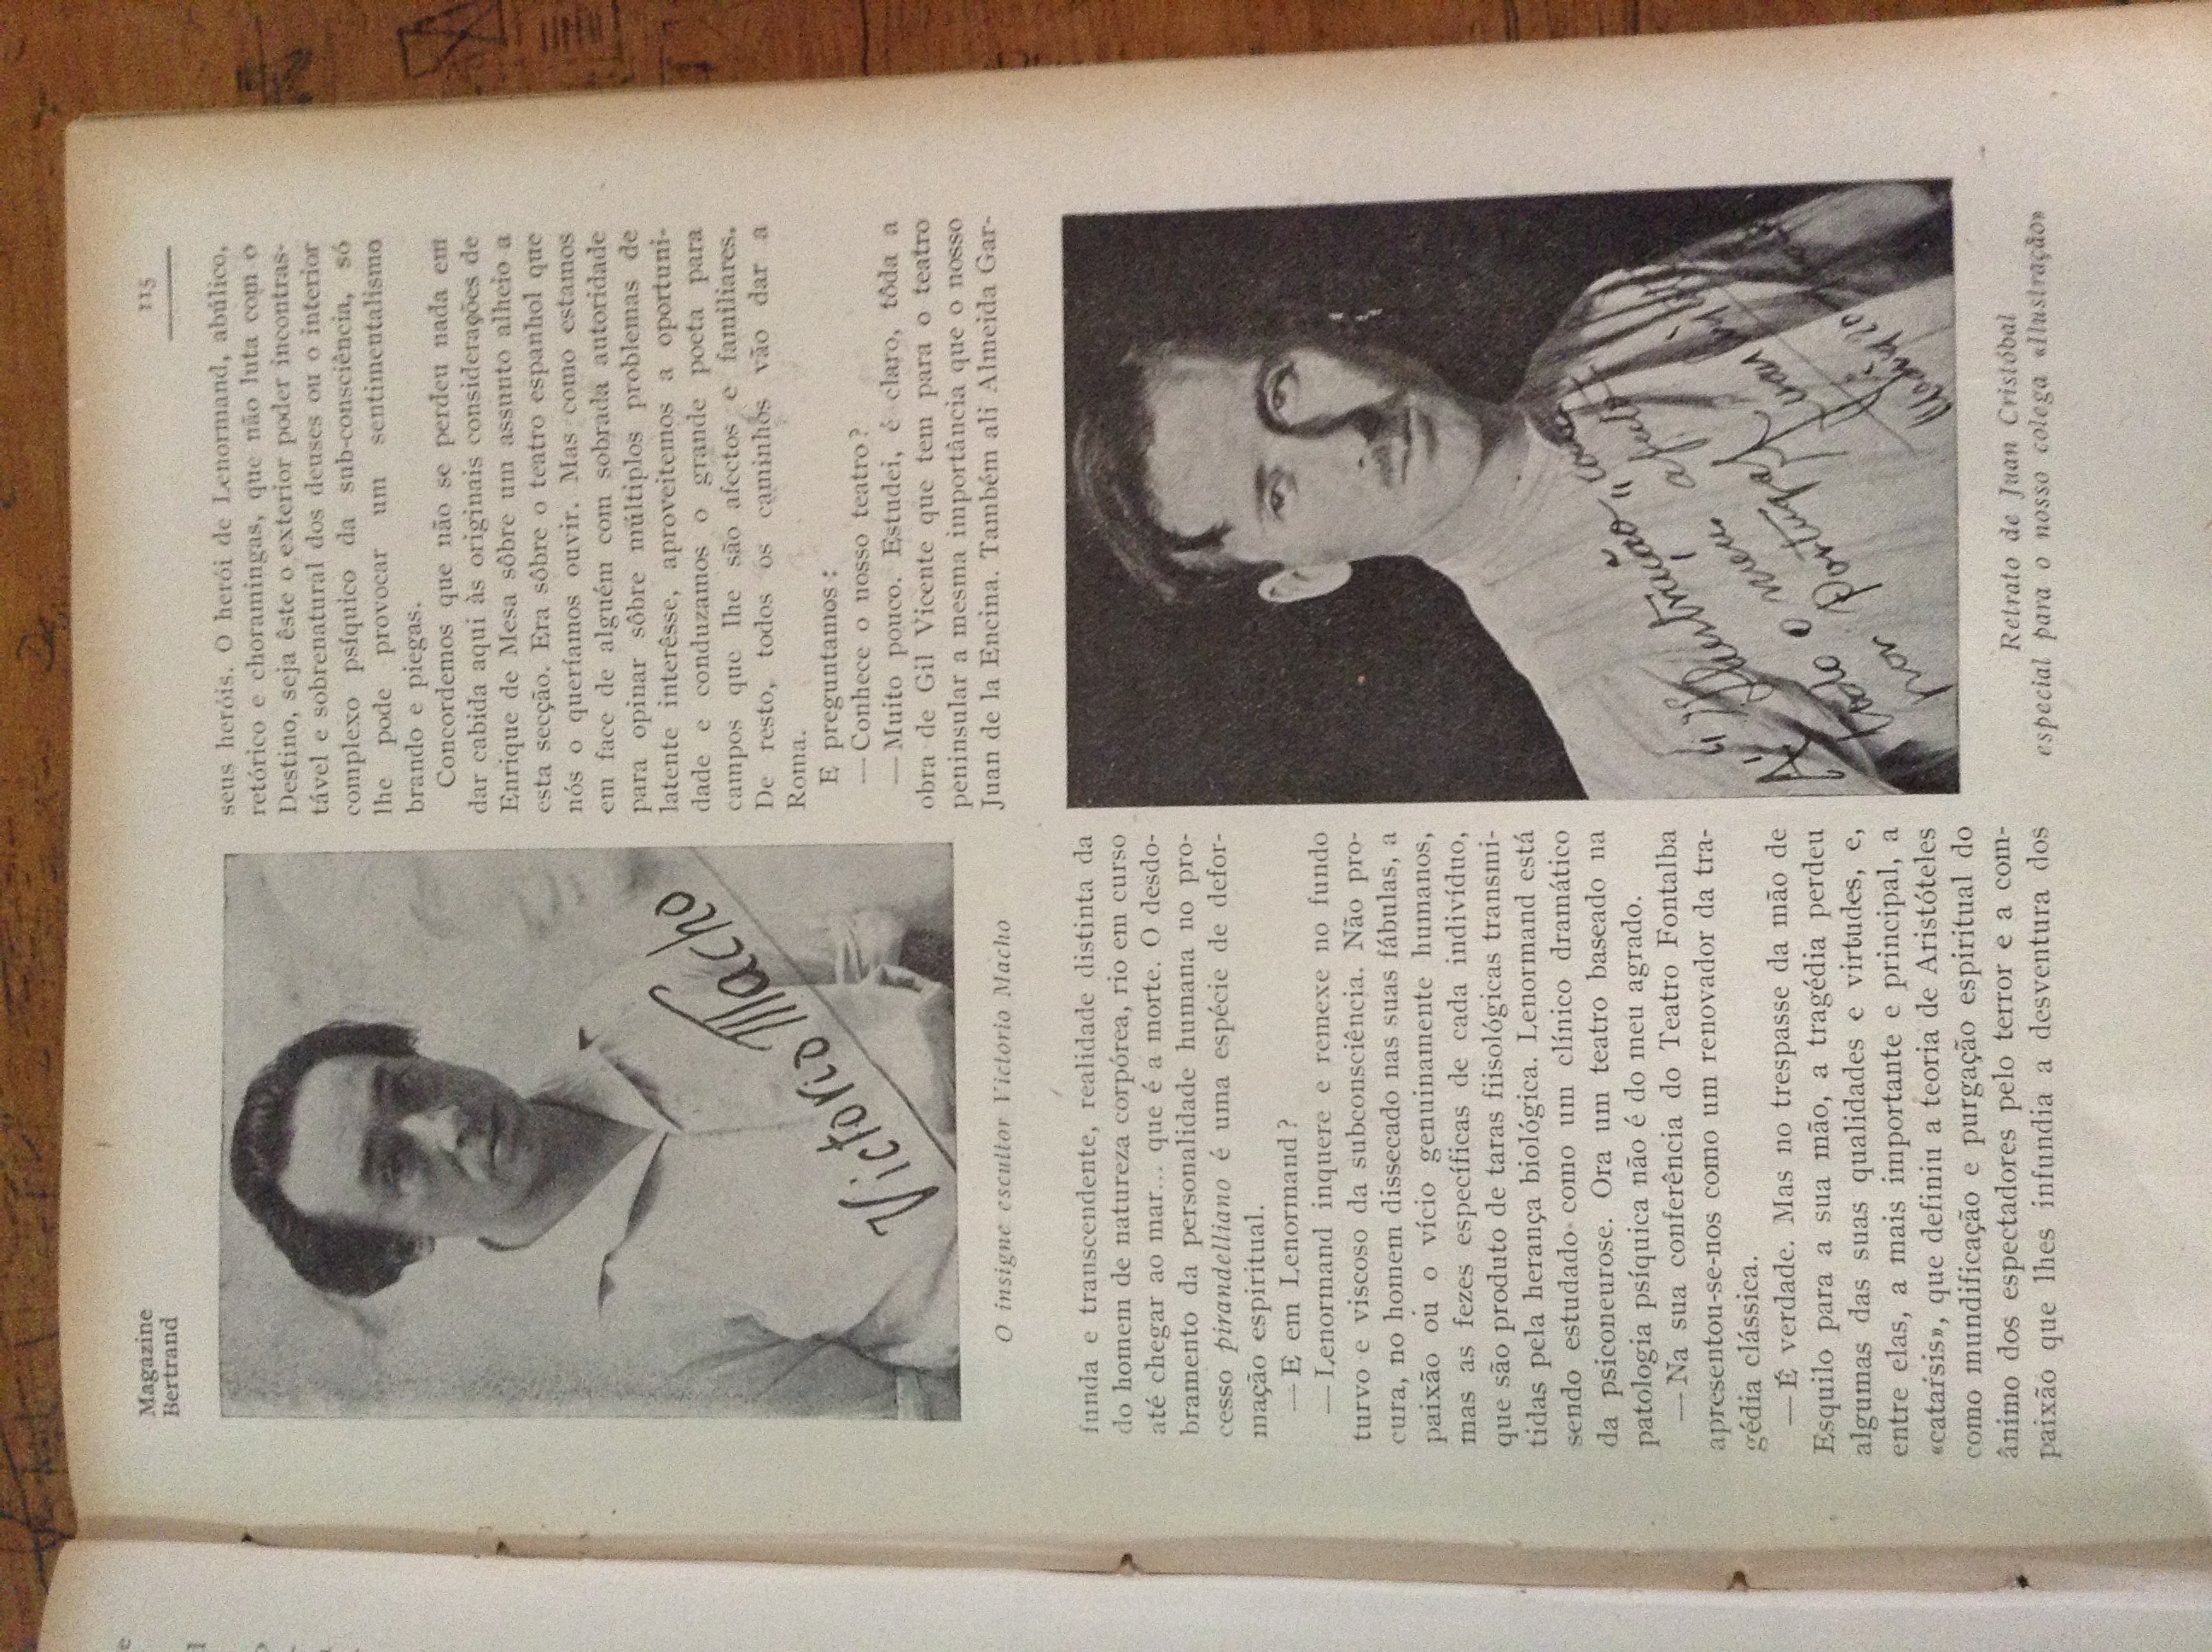 Magazine
Bertrand
115
Victorio Macho
O insigne escultor Victorio Macho
funda e transcendente, realidade distinta da
do homem de natureza corpórea, rio em curso
até chegar ao mar... que é a morte. O desdo-
bramento da personalidade humana no pro-
cesso pirandelliano é uma espécie de defor-
mação espiritual.
— E em Lenormand?
— Lenormand inquere e remexe no fundo
turvo e viscoso da subconsciência. Não pro-
cura, no homem dissecado nas suas fábulas, a
paixão ou o vício genuinamente humanos,
mas as fezes específicas de cada indivíduo,
que são produto de taras fiisológicas transmi-
tidas pela herança biológica. Lenormand está
sendo estudado como um clínico dramático
da psiconeurose. Ora um teatro baseado na
patologia psíquica não é do meu agrado.
— Na sua conferência do Teatro Fontalba
apresentou-se-nos como um renovador da tra-
gédia clássica.
— É verdade. Mas no trespasse da mão de
Esquilo para a sua mão, a tragédia perdeu
algumas das suas qualidades e virtudes, e,
entre elas, a mais importante e principal, a
«catarsis», que definiu a teoria de Aristóteles
como mundificação e purgação espiritual do
ânimo dos espectadores pelo terror e a com-
paixão que lhes infundia a desventura dos
seus heróis. O herói de Lenormand, abúlico,
retórico e choramingas, que não luta com o
Destino, seja êste o exterior poder incontras-
tável e sobrenatural dos deuses ou o interior
complexo psíquico da sub-consciência, só
lhe pode provocar um sentimentalismo
brando e piegas.
Concordemos que não se perdeu nada em
dar cabida aqui às originais considerações de
Enrique de Mesa sôbre um assunto alheio a
esta secção. Era sôbre o teatro espanhol que
nós o queríamos ouvir. Mas como estamos
em face de alguém com sobrada autoridade
para opinar sôbre múltiplos problemas de
latente interêsse, aproveitemos a oportuni-
dade e conduzamos o grande poeta para
campos que lhe são afectos e familiares.
De resto, todos os caminhos vão dar a
Roma.
E preguntamos:
— Conhece o nosso teatro?
— Muito pouco. Estudei, é claro, tôda a
obra de Gil Vicente que tem para o teatro
peninsular a mesma importância que o nosso
Juan de la Encina. Também ali Almeida Gar-
A "Ilustração" con
todo o meu afecto
por Portugal
Juan
Madrid 920
Retrato de Juan Cristóbal
especial para o nosso colega «Ilustração»